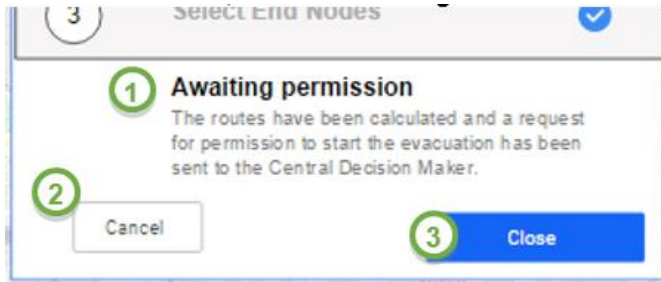 3 Select End Nodes
1 Awaiting permission
The routes have been calculated and a request
for permission to start the evacuation has been
sent to the Central Decision Maker.
2
Cancel
3 Close